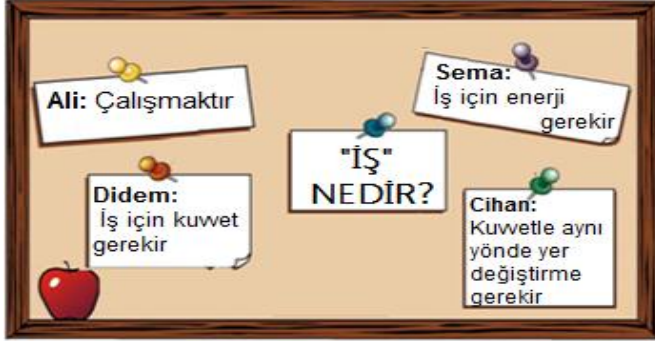 Ali: Çalışmaktır
Sema:
İş için enerji
gerekir
"İŞ"
NEDİR?
Didem:
İş için kuvvet
gerekir
Cihan:
Kuvvetle aynı
yönde yer
değiştirme
gerekir